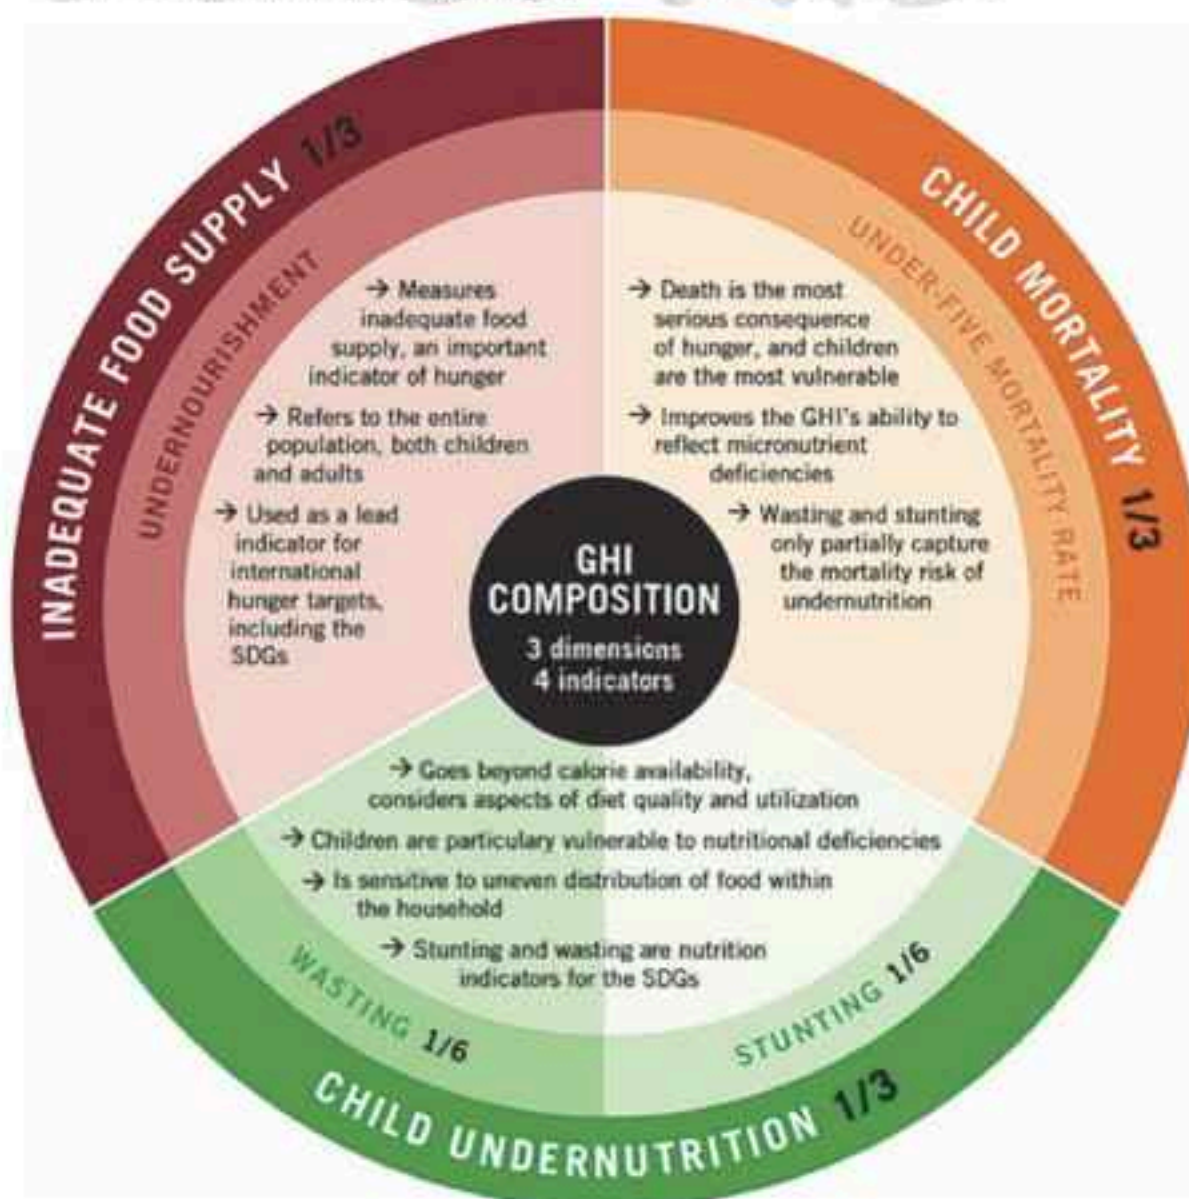 INADEQUATE FOOD SUPPLY 1/3
UNDERNOURISHMENT
→ Measures
inadequate food
supply, an important
indicator of hunger
→ Refers to the entire
population, both children
and adults
→ Used as a lead
indicator for
international
hunger targets,
including the
SDGs
CHILD MORTALITY 1/3
UNDER-FIVE MORTALITY RATE
→ Death is the most
serious consequence
of hunger, and children
are the most vulnerable
→ Improves the GHI's ability to
reflect micronutrient
deficiencies
→ Wasting and stunting
only partially capture
the mortality risk of
undernutrition
GHI
COMPOSITION
3 dimensions
4 indicators
→ Goes beyond calorie availability,
considers aspects of diet quality and utilization
→ Children are particulary vulnerable to nutritional deficiencies
→ Is sensitive to uneven distribution of food within
the household
→ Stunting and wasting are nutrition
indicators for the SDGs
WASTING 1/6
STUNTING 1/6
CHILD UNDERNUTRITION 1/3